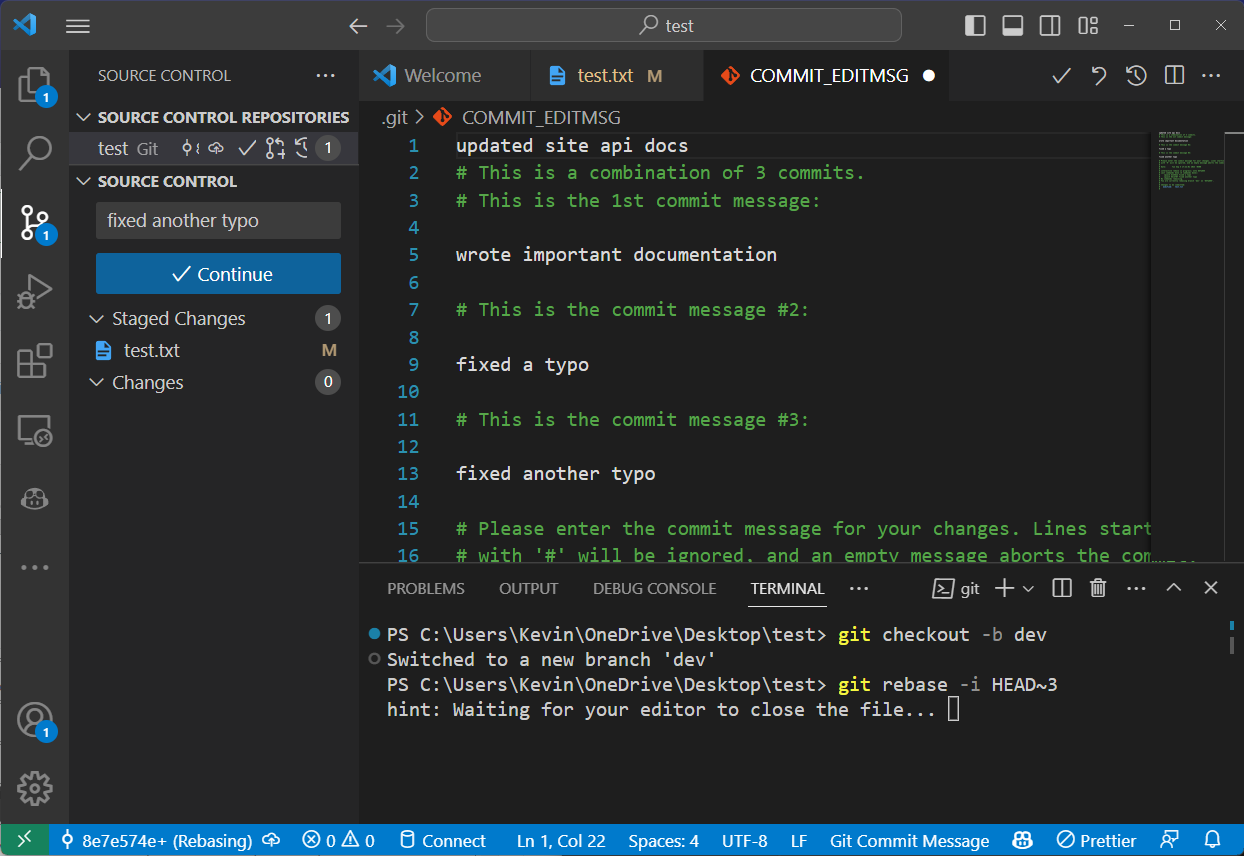 test
SOURCE CONTROL
SOURCE CONTROL REPOSITORIES
test Git 1
SOURCE CONTROL
fixed another typo
Continue
Staged Changes 1
test.txt M
Changes 0
1
1
1
Welcome
test.txt M
COMMIT_EDITMSG
.git > COMMIT_EDITMSG
1 updated site api docs
2 # This is a combination of 3 commits.
3 # This is the 1st commit message:
4
5 wrote important documentation
6
7 # This is the commit message #2:
8
9 fixed a typo
10
11 # This is the commit message #3:
12
13 fixed another typo
14
15 # Please enter the commit message for your changes. Lines start
16 # with '#' will be ignored, and an empty message aborts the com
PROBLEMS OUTPUT DEBUG CONSOLE TERMINAL git
PS C:\Users\Kevin\OneDrive\Desktop\test> git checkout -b dev
Switched to a new branch 'dev'
PS C:\Users\Kevin\OneDrive\Desktop\test> git rebase -i HEAD~3
hint: Waiting for your editor to close the file...
8e7e574e+ (Rebasing) 0 0 Connect Ln 1, Col 22 Spaces: 4 UTF-8 LF Git Commit Message Prettier